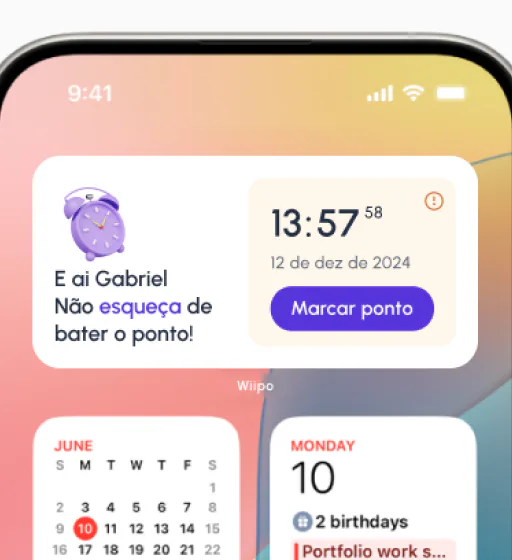 9:41
E ai Gabriel
Não esqueça de
bater o ponto!
13:57 58
12 de dez de 2024
Marcar ponto
Wiipo
JUNE
S M T W T F S
1
2 3 4 5 6 7 8
9 10 11 12 13 14 15
16 17 18 19 20 21 22
MONDAY
10
2 birthdays
Portfolio work s...